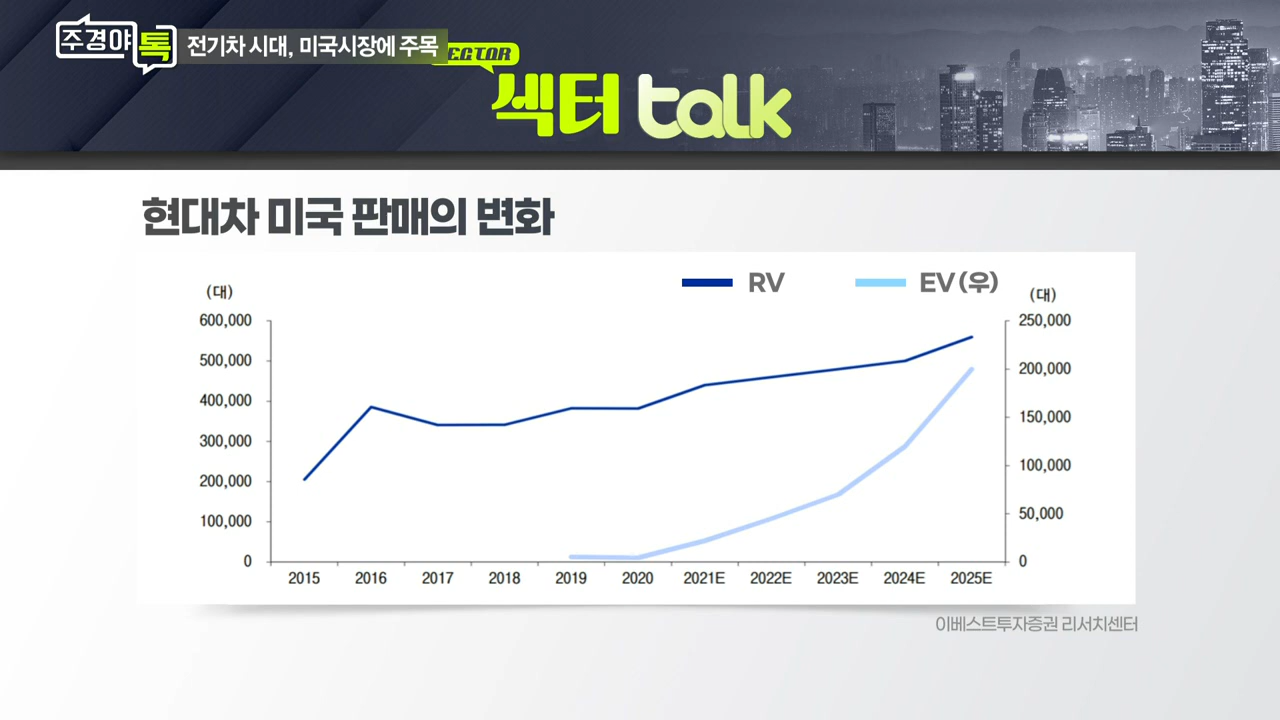 주경야톡
전기차 시대, 미국시장에 주목
ECTOR
섹터 talk
현대차 미국 판매의 변화
RV
EV (우)
(대)
(대)
600,000
500,000
400,000
300,000
200,000
100,000
0
250,000
200,000
150,000
100,000
50,000
0
2015 2016 2017 2018 2019 2020 2021E 2022E 2023E 2024E 2025E
이베스트투자증권 리서치센터